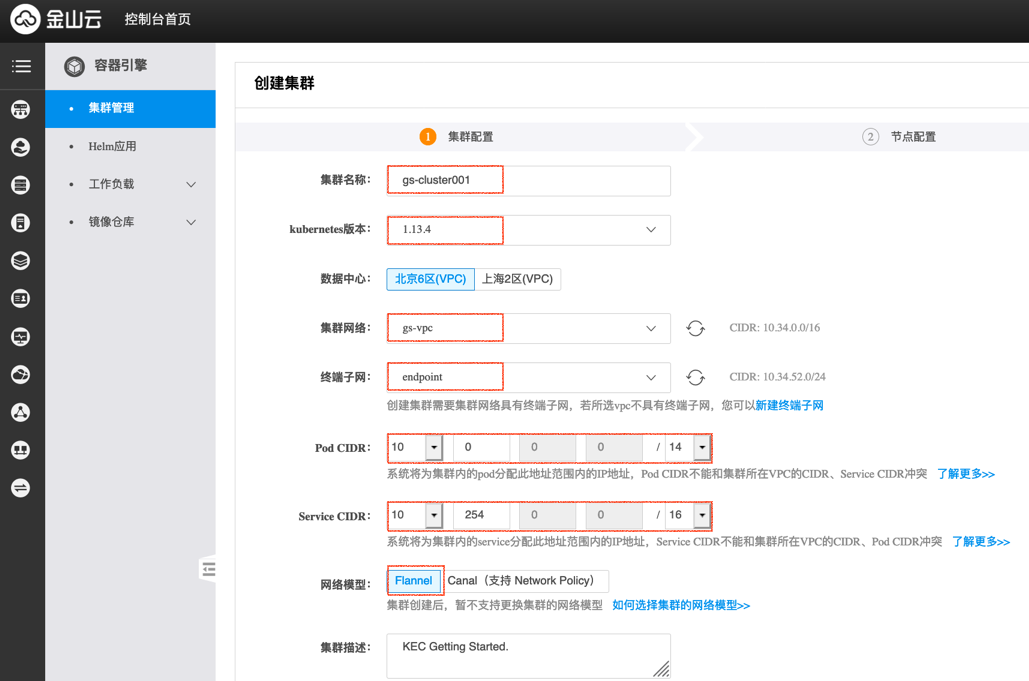 金山云 控制台首页
容器引擎
集群管理
Helm应用
工作负载
镜像仓库
创建集群
1 集群配置 2 节点配置
集群名称： gs-cluster001
kubernetes版本： 1.13.4
数据中心： 北京6区(VPC) 上海2区(VPC)
集群网络： gs-vpc CIDR: 10.34.0.0/16
终端子网： endpoint CIDR: 10.34.52.0/24
创建集群需要集群网络具有终端子网，若所选vpc不具有终端子网，您可以新建终端子网
Pod CIDR： 10 0 0 0 / 14
系统将为集群内的pod分配此地址范围内的IP地址，Pod CIDR不能和集群所在VPC的CIDR、Service CIDR冲突 了解更多>>
Service CIDR： 10 254 0 0 / 16
系统将为集群内的service分配此地址范围内的IP地址，Service CIDR不能和集群所在VPC的CIDR、Pod CIDR冲突 了解更多>>
网络模型： Flannel Canal（支持 Network Policy）
集群创建后，暂不支持更换集群的网络模型 如何选择集群的网络模型>>
集群描述： KEC Getting Started.